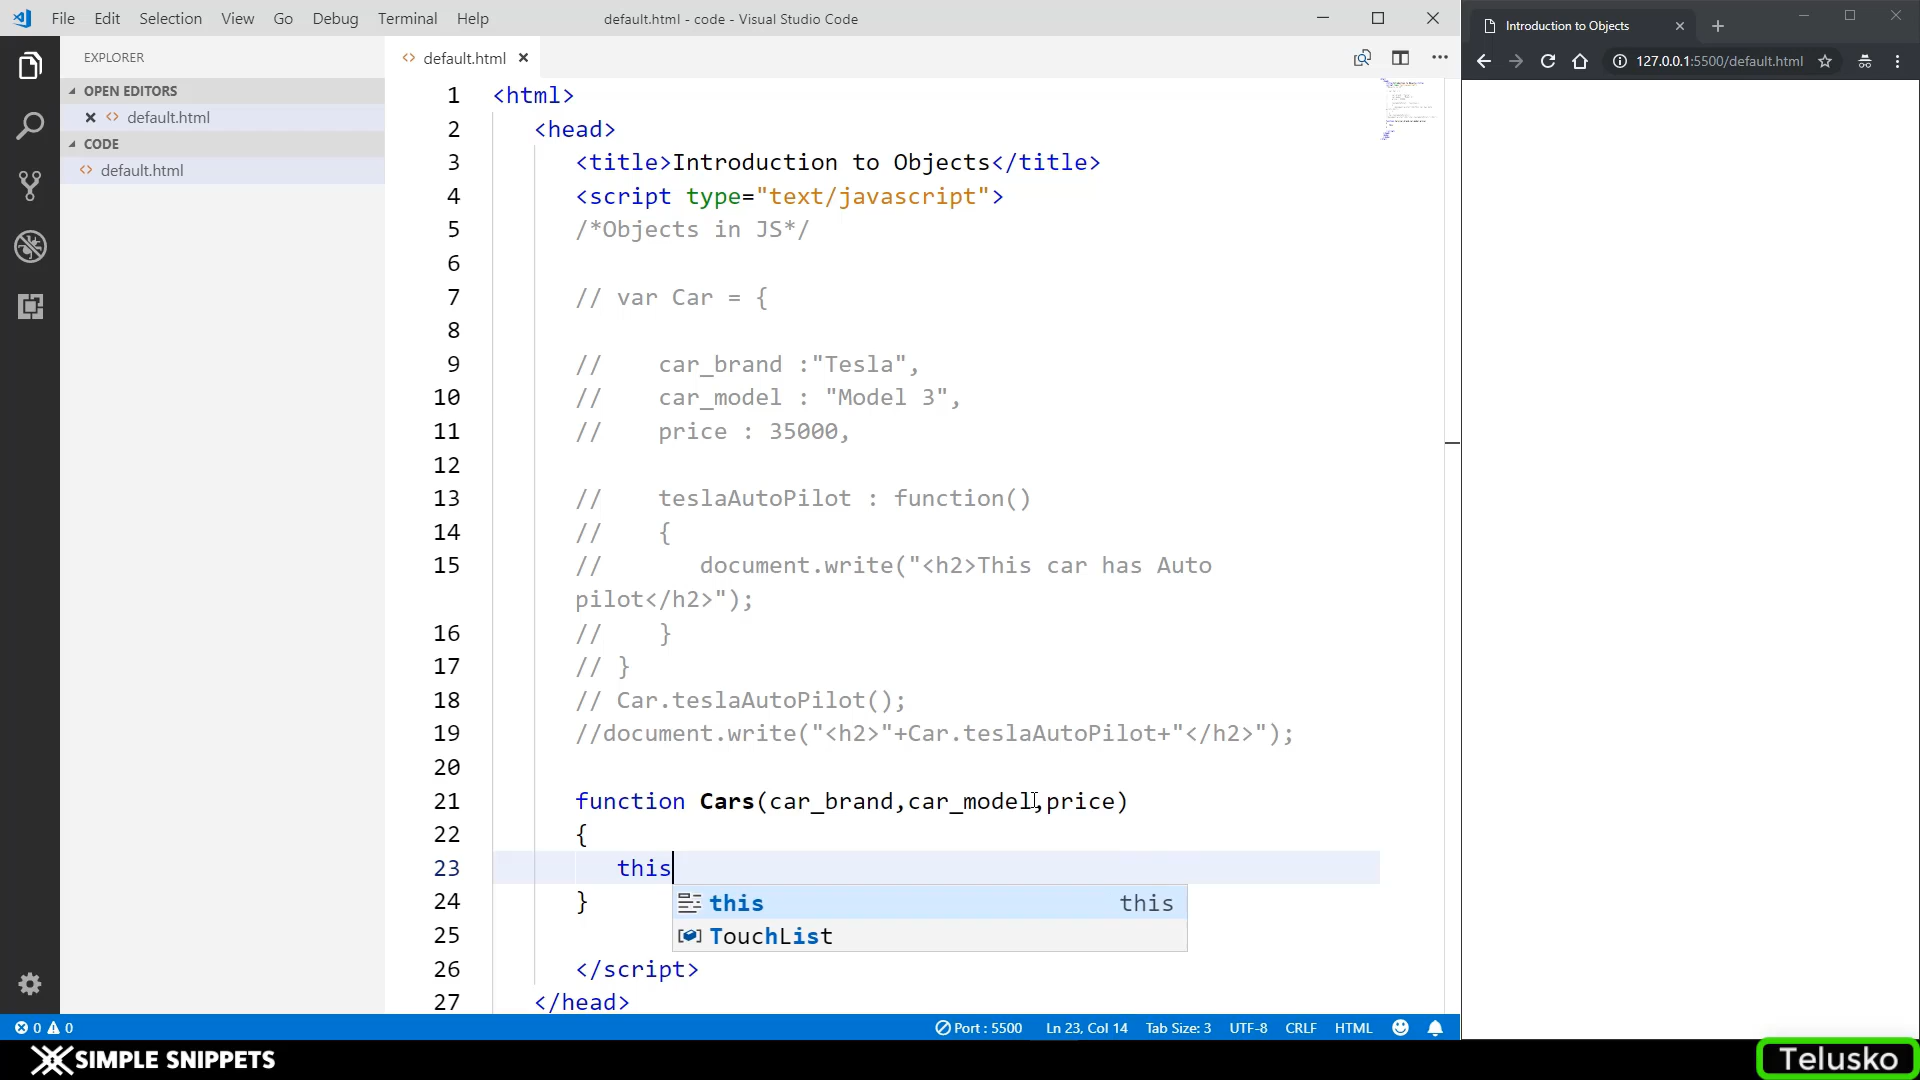 File Edit Selection View Go Debug Terminal Help
default.html - code - Visual Studio Code
Introduction to Objects
127.0.0.1:5500/default.html
EXPLORER
OPEN EDITORS
default.html
CODE
default.html
default.html
1 <html>
2 <head>
3 <title>Introduction to Objects</title>
4 <script type="text/javascript">
5 /*Objects in JS*/
6
7 // var Car = {
8
9 // car_brand :"Tesla",
10 // car_model : "Model 3",
11 // price : 35000,
12
13 // teslaAutoPilot : function()
14 // {
15 // document.write("<h2>This car has Auto
pilot</h2>");
16 // }
17 // }
18 // Car.teslaAutoPilot();
19 //document.write("<h2>"+Car.teslaAutoPilot+"</h2>");
20
21 function Cars(car_brand,car_model,price)
22 {
23 this
24 }
this this
TouchList
25
26 </script>
27 </head>
0 0
Port : 5500 Ln 23, Col 14 Tab Size: 3 UTF-8 CRLF HTML
SIMPLE SNIPPETS
Telusko